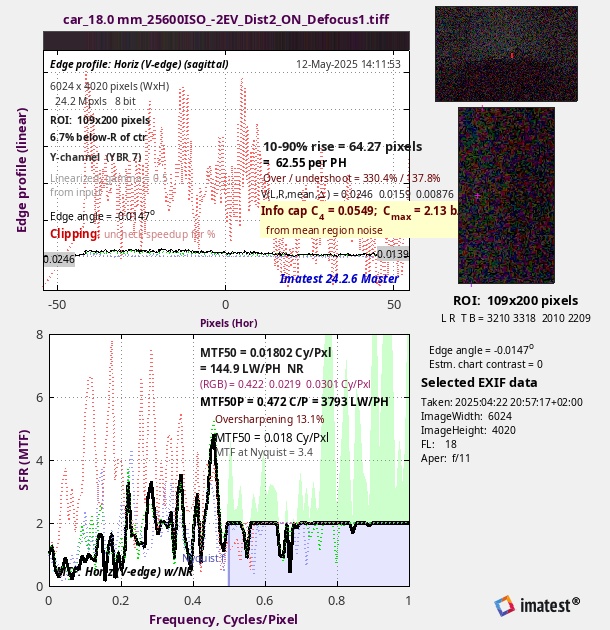 car_18.0 mm_25600ISO_-2EV_Dist2_ON_Defocus1.tiff
Edge profile: Horiz (V-edge) (sagittal)
12-May-2025 14:11:53
6024 x 4020 pixels (WxH)
24.2 Mpxls 8 bit
ROI: 109x200 pixels
6.7% below-R of ctr
Y-channel (YBR 7)
Linearized gamma = 0.5
from input
Edge angle = -0.0147°
Clipping: uncheck speedup for %
10-90% rise = 64.27 pixels
= 62.55 per PH
Over / undershoot = 330.4% / 137.8%
V(L,R,mean,Δ) = 0.0246 0.0159 0.00876
Info cap C4 = 0.0549; Cmax = 2.13 b
from mean region noise
0.0246
0.0139
Imatest 24.2.6 Master
Edge profile (linear)
-50
0
50
Pixels (Hor)
ROI: 109x200 pixels
L R T B = 3210 3318 2010 2209
Edge angle = -0.0147°
Estm. chart contrast = 0
Selected EXIF data
Taken: 2025:04:22 20:57:17+02:00
ImageWidth: 6024
ImageHeight: 4020
FL: 18
Aper: f/11
MTF50 = 0.01802 Cy/Pxl
= 144.9 LW/PH NR
(RGB) = 0.422 0.0219 0.0301 Cy/Pxl
MTF50P = 0.472 C/P = 3793 LW/PH
Oversharpening 13.1%
MTF50 = 0.018 Cy/Pxl
MTF at Nyquist = 3.4
Nyquist
Horiz (V-edge) w/NR
SFR (MTF)
8
6
4
2
0
0
0.2
0.4
0.6
0.8
1
Frequency, Cycles/Pixel
imatest®